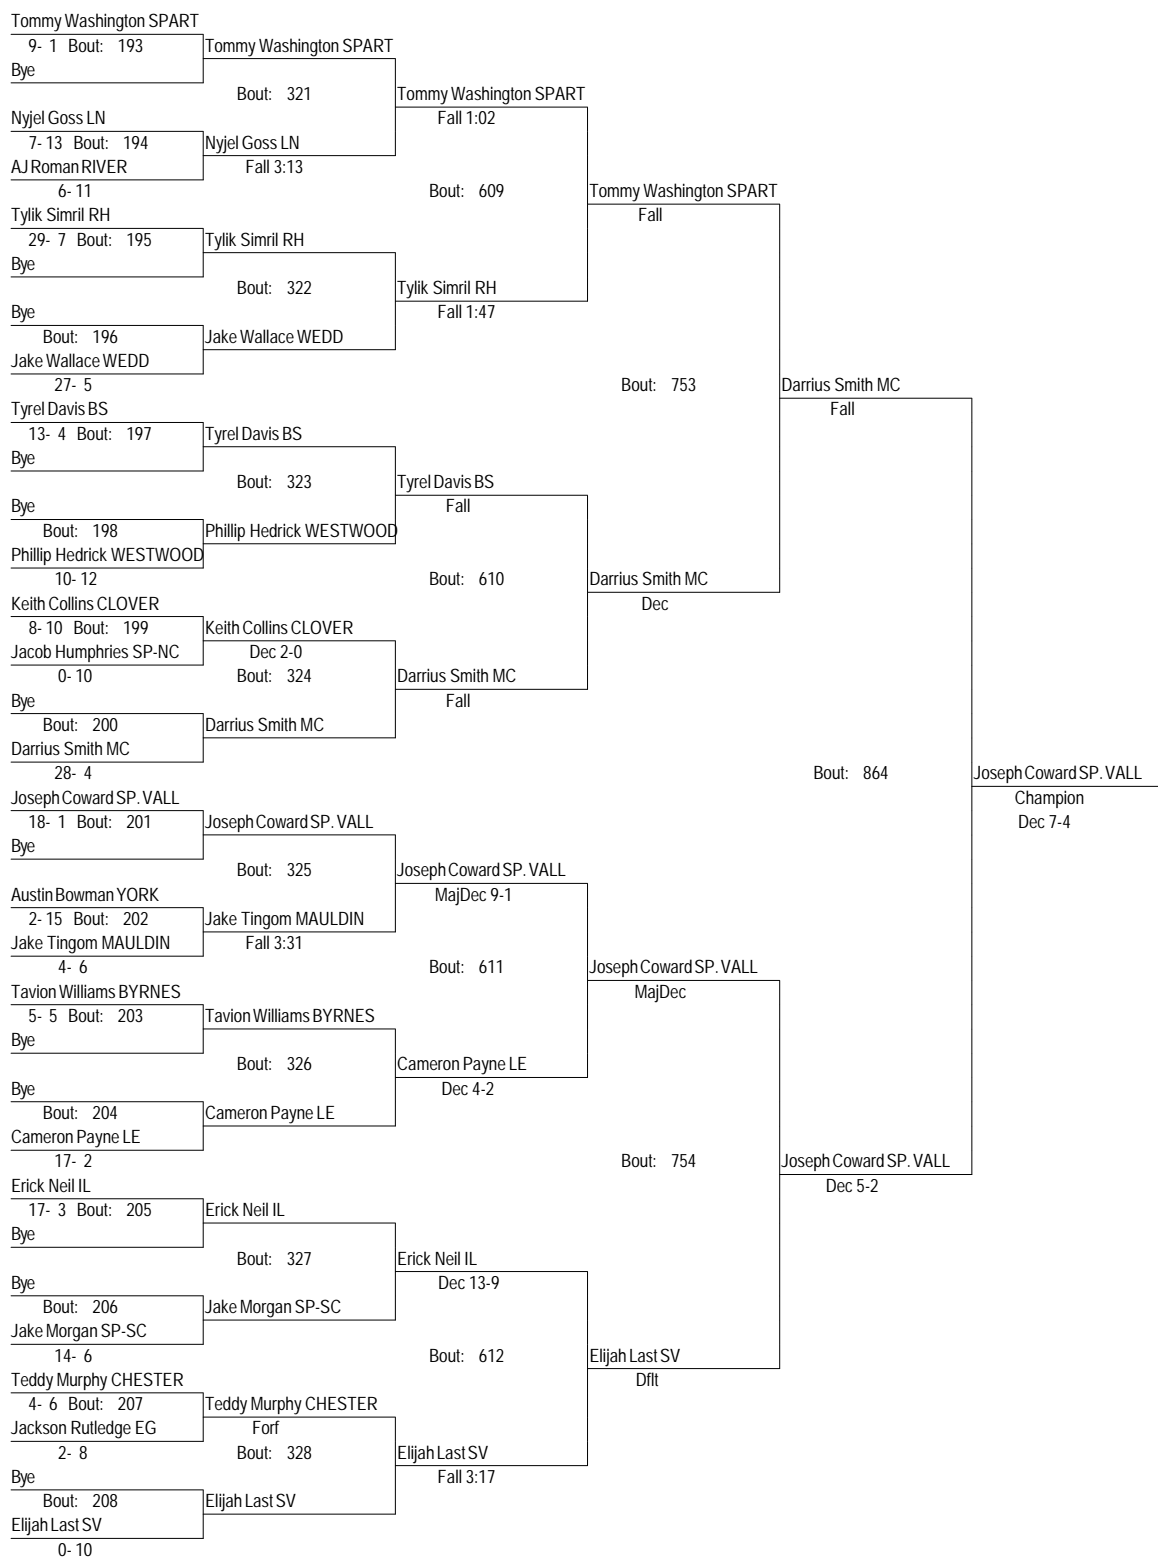 Tommy Washington SPART
9- 1 Bout: 193 Tommy Washington SPART
Bye
Bout: 321 Tommy Washington SPART
Nyjel Goss LN Fall 1:02
7- 13 Bout: 194 Nyjel Goss LN
AJ Roman RIVER Fall 3:13
6- 11 Bout: 609 Tommy Washington SPART
Tylik Simril RH Fall
29- 7 Bout: 195 Tylik Simril RH
Bye
Bout: 322 Tylik Simril RH
Bye Fall 1:47
Bout: 196 Jake Wallace WEDD
Jake Wallace WEDD
27- 5 Bout: 753 Darrius Smith MC
Tyrel Davis BS Fall
13- 4 Bout: 197 Tyrel Davis BS
Bye
Bout: 323 Tyrel Davis BS
Bye Fall
Bout: 198 Phillip Hedrick WESTWOOD
Phillip Hedrick WESTWOOD
10- 12 Bout: 610 Darrius Smith MC
Keith Collins CLOVER Dec
8- 10 Bout: 199 Keith Collins CLOVER
Jacob Humphries SP-NC Dec 2-0
0- 10 Bout: 324 Darrius Smith MC
Bye Fall
Bout: 200 Darrius Smith MC
Darrius Smith MC
28- 4 Bout: 864 Joseph Coward SP. VALL
Joseph Coward SP. VALL Champion
18- 1 Bout: 201 Joseph Coward SP. VALL Dec 7-4
Bye
Bout: 325 Joseph Coward SP. VALL
Austin Bowman YORK MajDec 9-1
2- 15 Bout: 202 Jake Tingom MAULDIN
Jake Tingom MAULDIN Fall 3:31
4- 6 Bout: 611 Joseph Coward SP. VALL
Tavion Williams BYRNES MajDec
5- 5 Bout: 203 Tavion Williams BYRNES
Bye
Bout: 326 Cameron Payne LE
Bye Dec 4-2
Bout: 204 Cameron Payne LE
Cameron Payne LE
17- 2 Bout: 754 Joseph Coward SP. VALL
Erick Neil IL Dec 5-2
17- 3 Bout: 205 Erick Neil IL
Bye
Bout: 327 Erick Neil IL
Bye Dec 13-9
Bout: 206 Jake Morgan SP-SC
Jake Morgan SP-SC
14- 6 Bout: 612 Elijah Last SV
Teddy Murphy CHESTER Dflt
4- 6 Bout: 207 Teddy Murphy CHESTER
Jackson Rutledge EG Forf
2- 8 Bout: 328 Elijah Last SV
Bye Fall 3:17
Bout: 208 Elijah Last SV
Elijah Last SV
0- 10